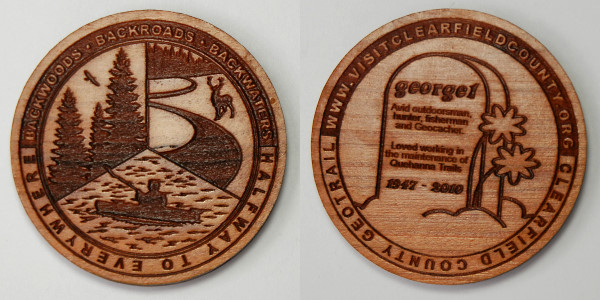 BACKWOODS · BACKROADS · BACKWATERS
HALFWAY TO EVERYWHERE
WWW.VISITCLEARFIELDCOUNTY.ORG
CLEARFIELD COUNTY GEOTRAIL
george1
Avid outdoorsman,
hunter, fisherman
and Geocacher.
Loved working in
the maintenance of
Quehanna Trails
1947 - 2010